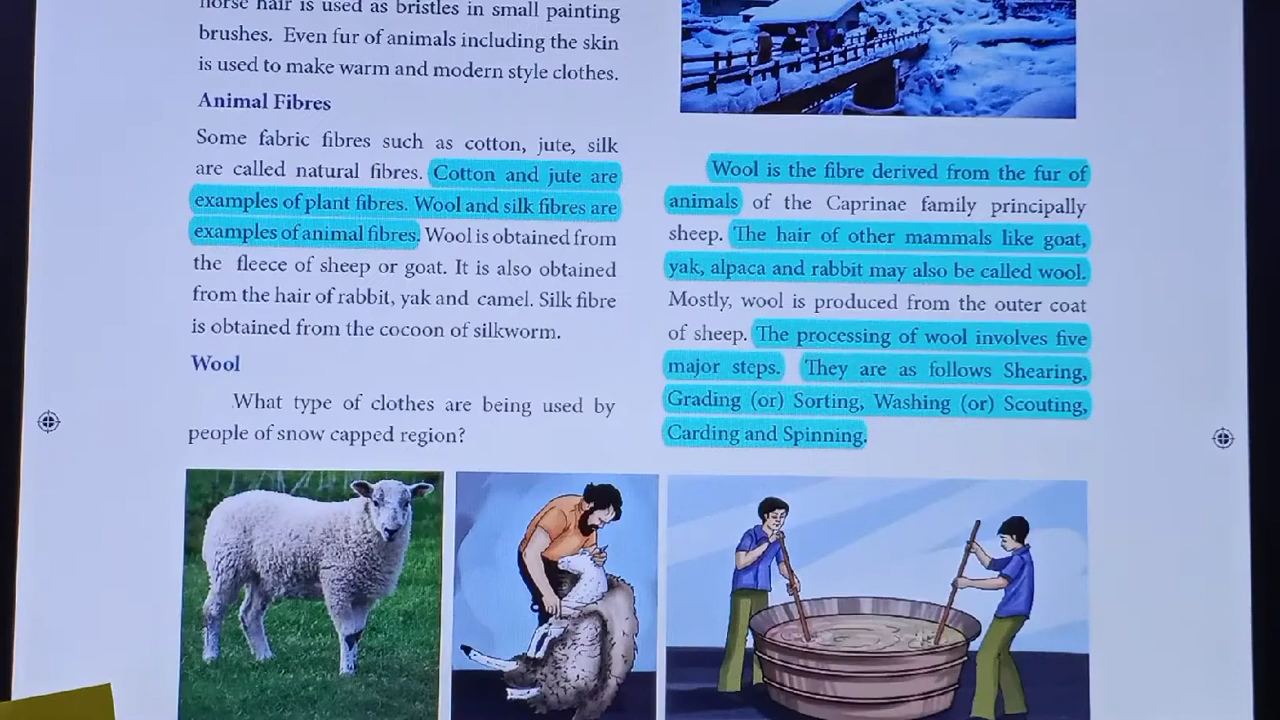 horse hair is used as bristles in small painting
brushes. Even fur of animals including the skin
is used to make warm and modern style clothes.
Animal Fibres
Some fabric fibres such as cotton, jute, silk
are called natural fibres. Cotton and jute are
examples of plant fibres. Wool and silk fibres are
examples of animal fibres. Wool is obtained from
the fleece of sheep or goat. It is also obtained
from the hair of rabbit, yak and camel. Silk fibre
is obtained from the cocoon of silkworm.
Wool
What type of clothes are being used by
people of snow capped region?
Wool is the fibre derived from the fur of
animals of the Caprinae family principally
sheep. The hair of other mammals like goat,
yak, alpaca and rabbit may also be called wool.
Mostly, wool is produced from the outer coat
of sheep. The processing of wool involves five
major steps. They are as follows Shearing,
Grading (or) Sorting, Washing (or) Scouting,
Carding and Spinning.